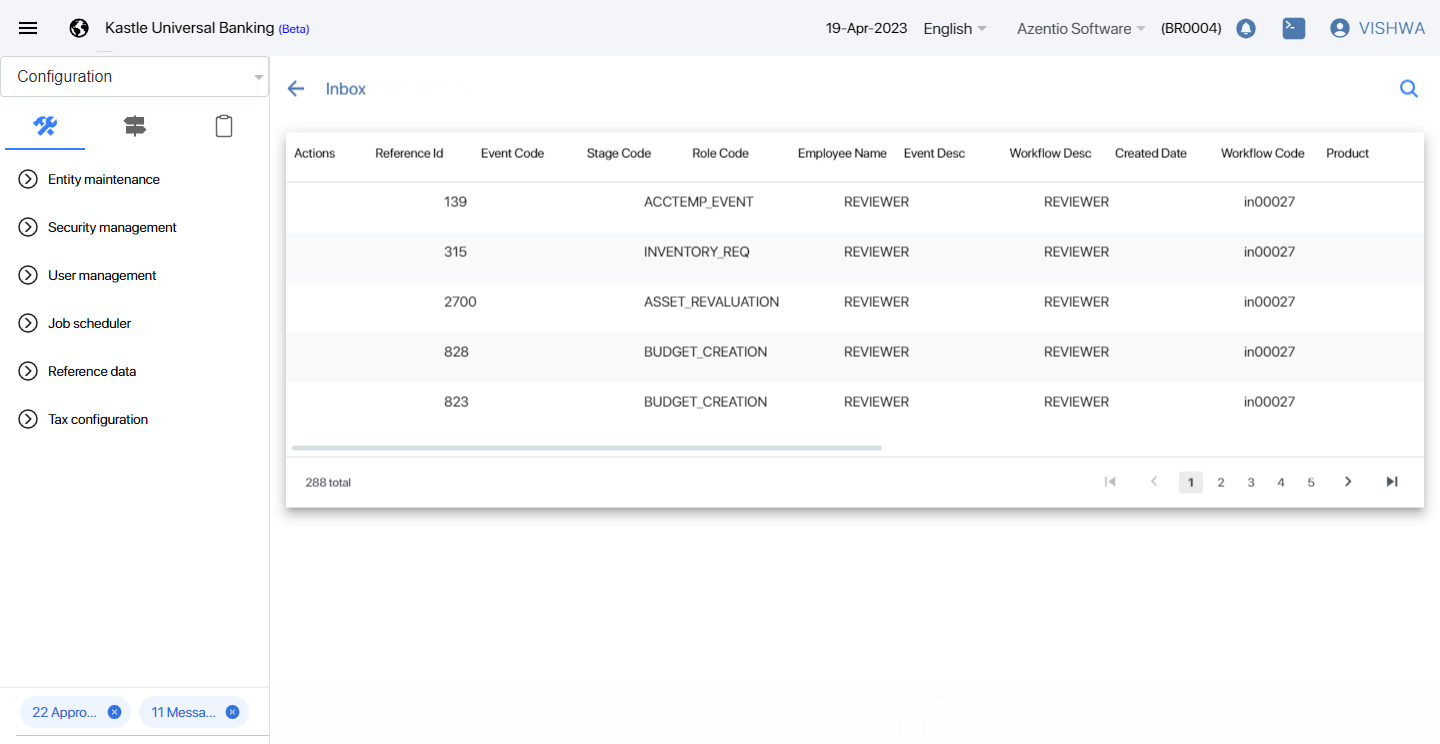 Kastle Universal Banking (Beta) 19-Apr-2023 English Azentio Software (BR0004) VISHWA
Configuration
Entity maintenance
Security management
User management
Job scheduler
Reference data
Tax configuration
22 Appro... 11 Messa...
Inbox
Actions Reference Id Event Code Stage Code Role Code Employee Name Event Desc Workflow Desc Created Date Workflow Code Product
139 ACCTEMP_EVENT REVIEWER REVIEWER in00027
315 INVENTORY_REQ REVIEWER REVIEWER in00027
2700 ASSET_REVALUATION REVIEWER REVIEWER in00027
828 BUDGET_CREATION REVIEWER REVIEWER in00027
823 BUDGET_CREATION REVIEWER REVIEWER in00027
288 total 1 2 3 4 5